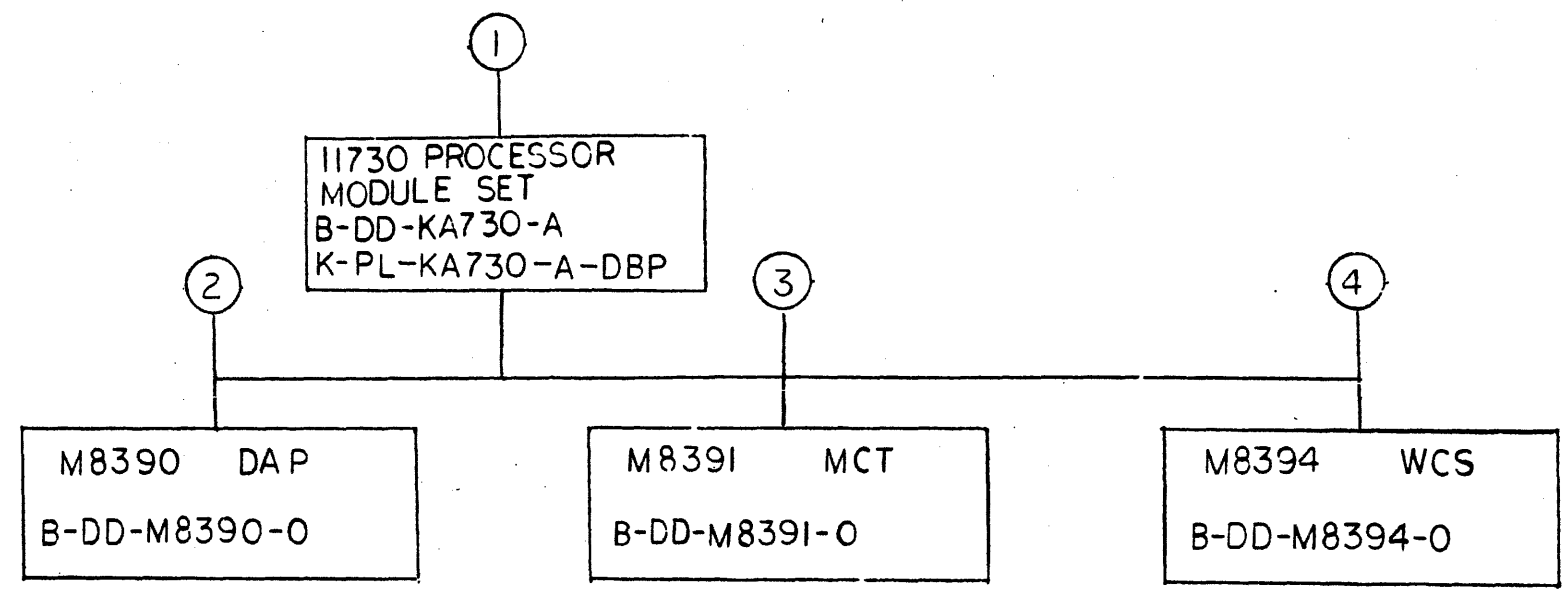 1
11730 PROCESSOR
MODULE SET
B-DD-KA730-A
K-PL-KA730-A-DBP
2
3
4
M8390 DAP
B-DD-M8390-0
M8391 MCT
B-DD-M8391-0
M8394 WCS
B-DD-M8394-0